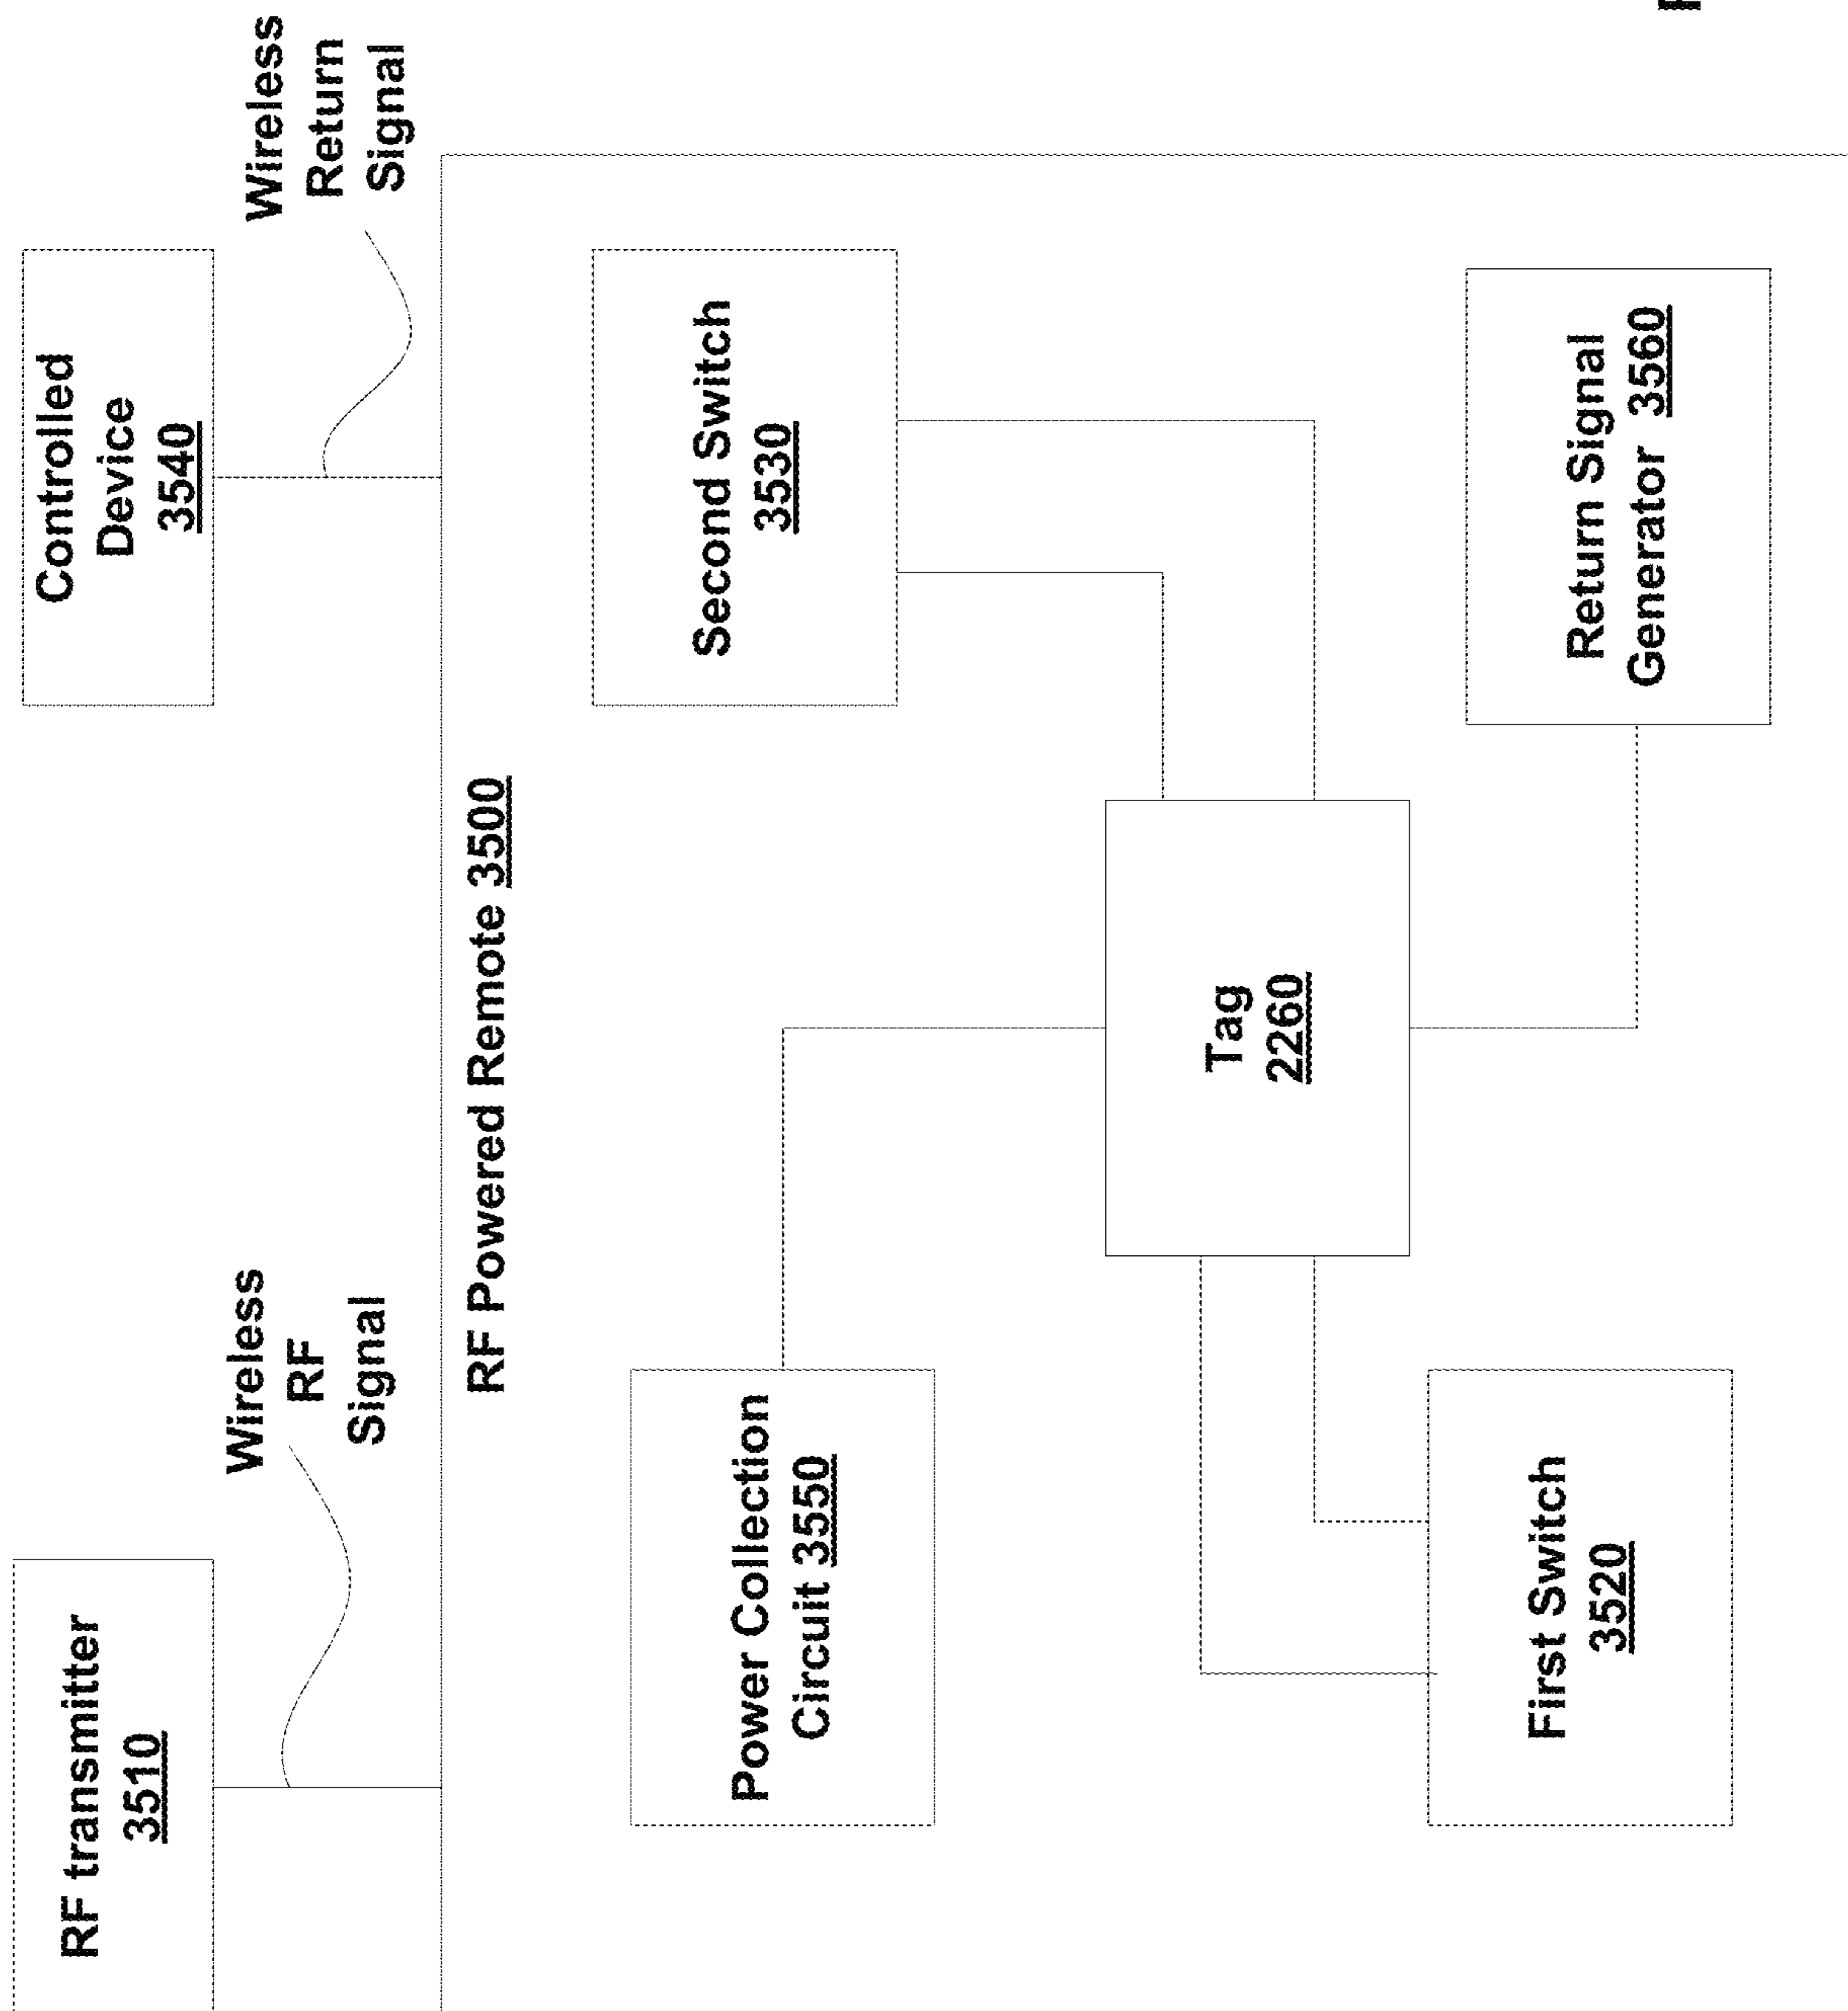 RF transmitter
3510
Wireless
RF
Signal
Controlled
Device
3540
Wireless
Return
Signal
RF Powered Remote 3500
Power Collection
Circuit 3550
Second Switch
3530
Tag
2260
First Switch
3520
Return Signal
Generator 3560